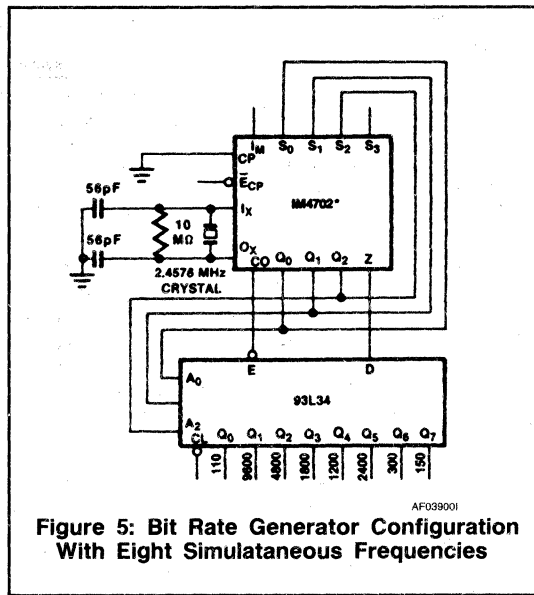 I_M S_0 S_1 S_2 S_3
CP
E_CP
IM4702*
56pF
I_X
10
MΩ
56pF
O_X
CO Q_0 Q_1 Q_2 Z
2.4576 MHz
CRYSTAL
E D
A_0
93L34
A_2
CL Q_0 Q_1 Q_2 Q_3 Q_4 Q_5 Q_6 Q_7
110 9600 4800 1800 1200 2400 300 150
AF03900I
Figure 5: Bit Rate Generator Configuration
With Eight Simulataneous Frequencies